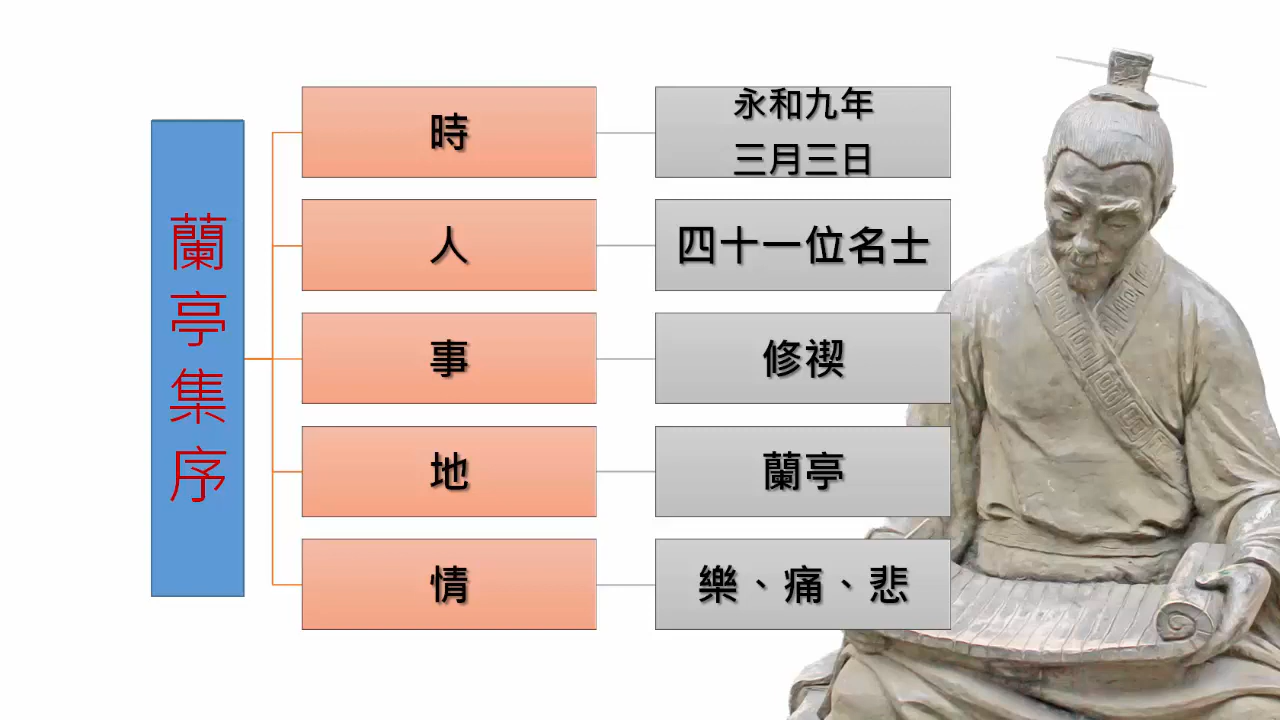 蘭亭集序
時
永和九年
三月三日
人
四十一位名士
事
修禊
地
蘭亭
情
樂、痛、悲